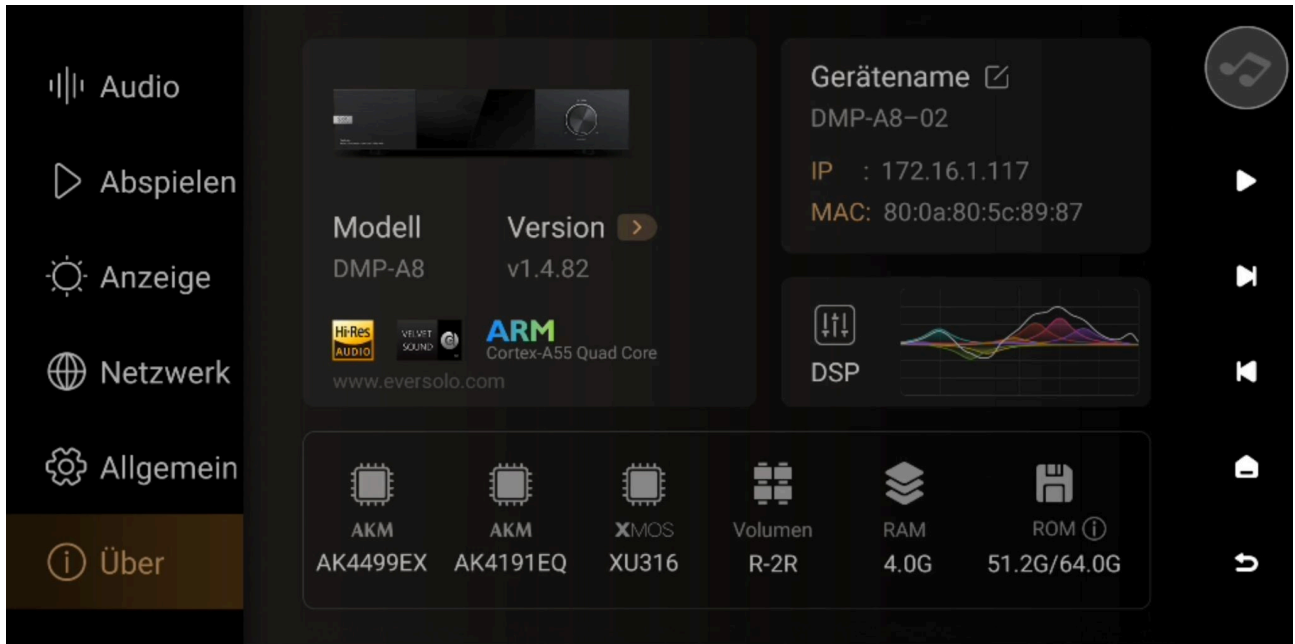 Audio
Abspielen
Anzeige
Netzwerk
Allgemein
Über
Modell
DMP-A8
Version
v1.4.82
Hi-Res
AUDIO
VELVET
SOUND
ARM
Cortex-A55 Quad Core
www.eversolo.com
Gerätename
DMP-A8-02
IP : 172.16.1.117
MAC: 80:0a:80:5c:89:87
DSP
AKM
AK4499EX
AKM
AK4191EQ
XMOS
XU316
Volumen
R-2R
RAM
4.0G
ROM
51.2G/64.0G